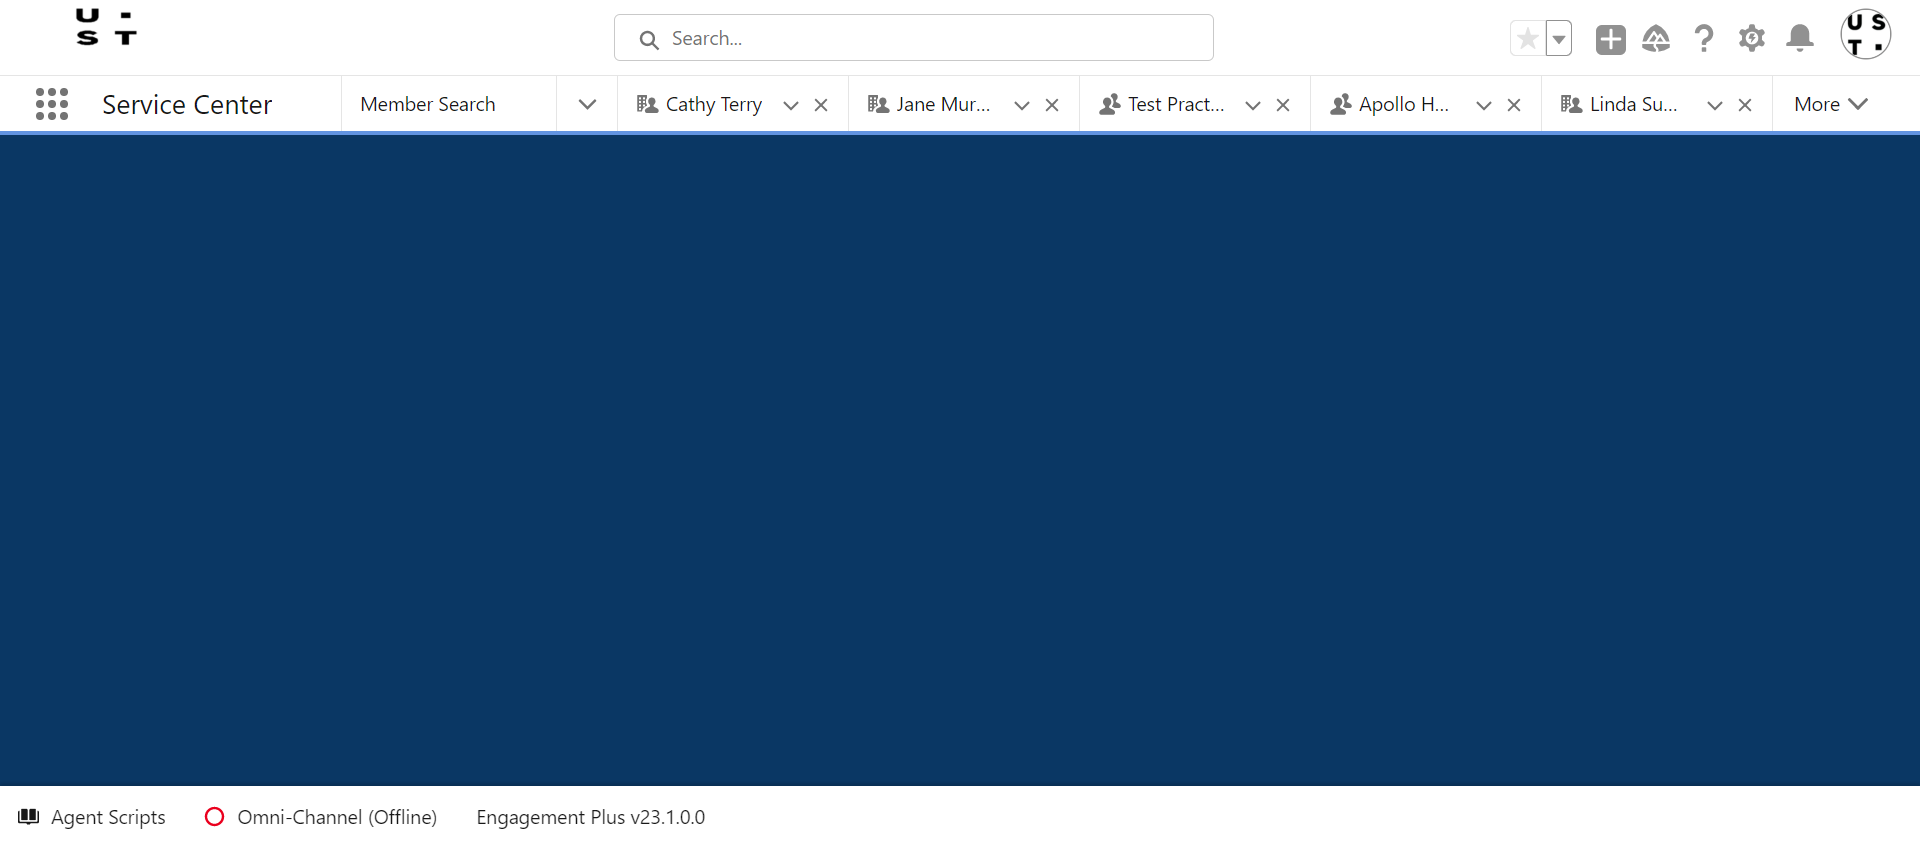 U
S T
Search...
U S
T
Service Center
Member Search
Cathy Terry
Jane Mur...
Test Pract...
Apollo H...
Linda Su...
More
Agent Scripts
Omni-Channel (Offline)
Engagement Plus v23.1.0.0